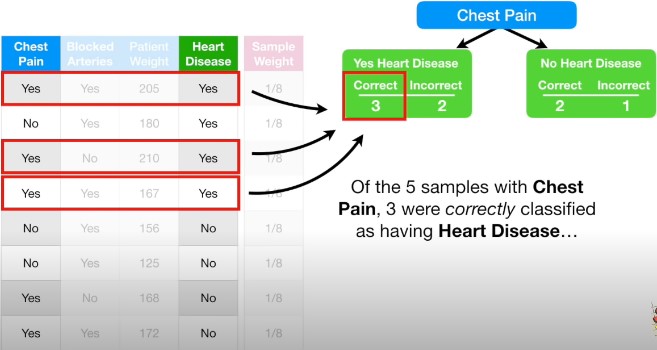 Chest Pain
Chest Pain Blocked Arteries Patient Weight Heart Disease Sample Weight
Yes Yes 205 Yes 1/8
No Yes 180 Yes 1/8
Yes No 210 Yes 1/8
Yes Yes 167 Yes 1/8
No Yes 156 No 1/8
No Yes 125 No 1/8
Yes No 168 No 1/8
Yes Yes 172 No 1/8
Yes Heart Disease
Correct Incorrect
3 2
No Heart Disease
Correct Incorrect
2 1
Of the 5 samples with Chest
Pain, 3 were correctly classified
as having Heart Disease…